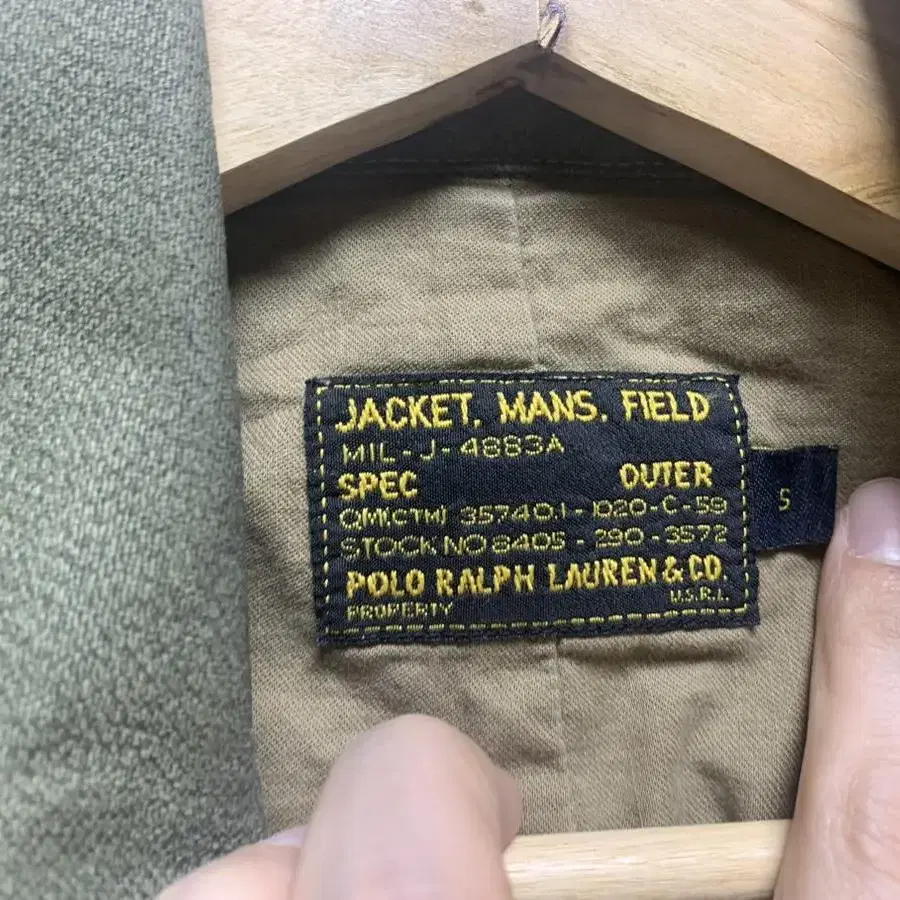 JACKET, MANS, FIELD
MIL-J-4883A
SPEC OUTER
QM(CTM) 35740.1-1020-C-59
STOCK NO 8405-290-3572
POLO RALPH LAUREN & CO.
PROPERTY U.S.R.L.
S